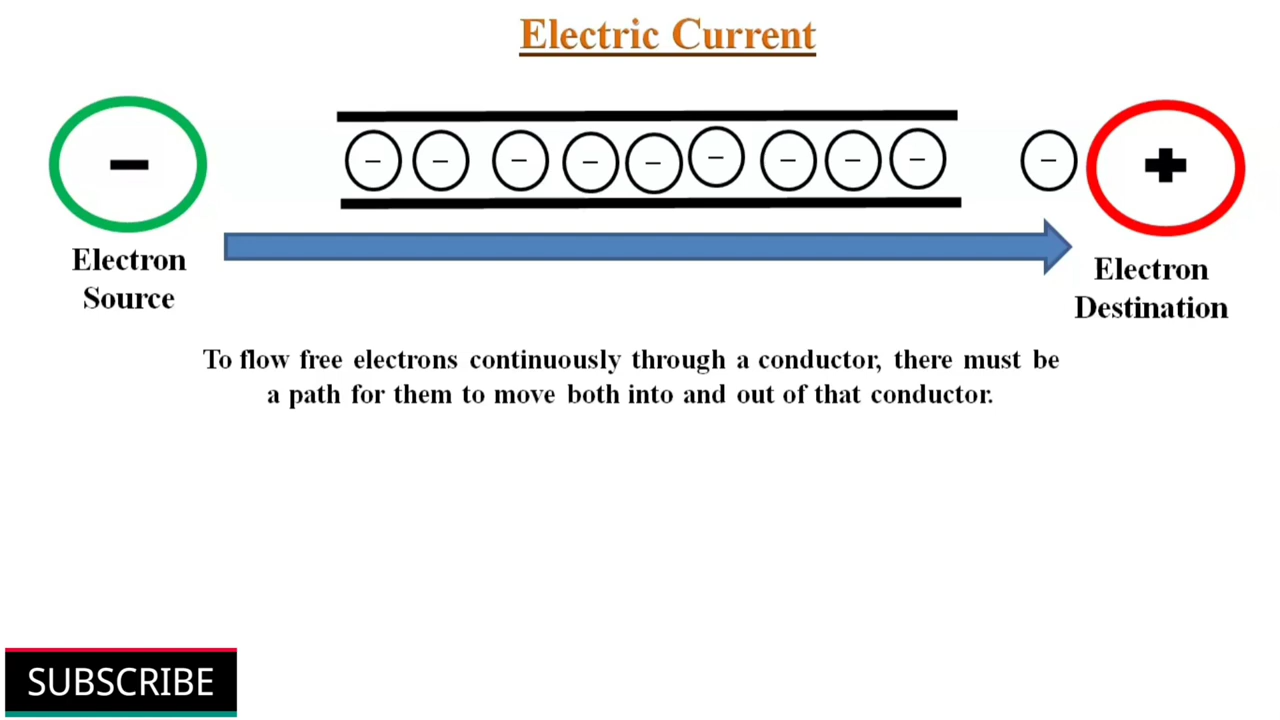 Electric Current
− − − − − − − − − − − +
Electron
Source
Electron
Destination
To flow free electrons continuously through a conductor, there must be
a path for them to move both into and out of that conductor.
SUBSCRIBE